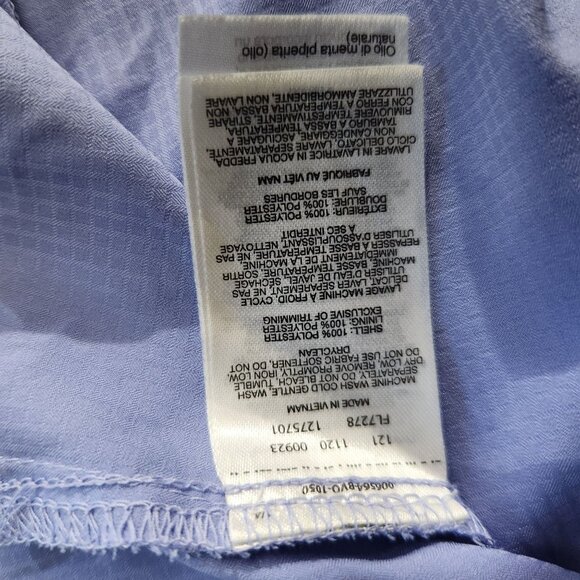 121 1120 00923
FL7278 1275701
MADE IN VIETNAM
MACHINE WASH COLD GENTLE, WASH
SEPARATELY, DO NOT BLEACH, TUMBLE
DRY LOW, REMOVE PROMPTLY, IRON LOW,
DO NOT USE FABRIC SOFTENER, DO NOT
DRYCLEAN
SHELL: 100% POLYESTER
LINING: 100% POLYESTER
EXCLUSIVE OF TRIMMING
LAVAGE MACHINE À FROID, CYCLE
DÉLICAT, LAVER SÉPARÉMENT, NE PAS
UTILISER D'EAU DE JAVEL, SÉCHAGE
MACHINE BASSE TEMPÉRATURE, SORTIR
IMMÉDIATEMENT DE LA MACHINE,
REPASSER À BASSE TEMPÉRATURE, NE PAS
UTILISER D'ASSOUPLISSANT, NETTOYAGE
À SEC INTERDIT
EXTÉRIEUR: 100% POLYESTER
DOUBLURE: 100% POLYESTER
SAUF LES BORDURES
FABRIQUÉ AU VIÊT NAM
LAVARE IN LAVATRICE IN ACQUA FREDDA,
CICLO DELICATO, LAVARE SEPARATAMENTE,
NON CANDEGGIARE, ASCIUGARE A
TAMBURO A BASSA TEMPERATURA,
RIMUOVERE TEMPESTIVAMENTE, STIRARE
CON FERRO A TEMPERATURA BASSA, NON
UTILIZZARE AMMORBIDENTE, NON LAVARE
Olio di menta piperita (olio
naturale)